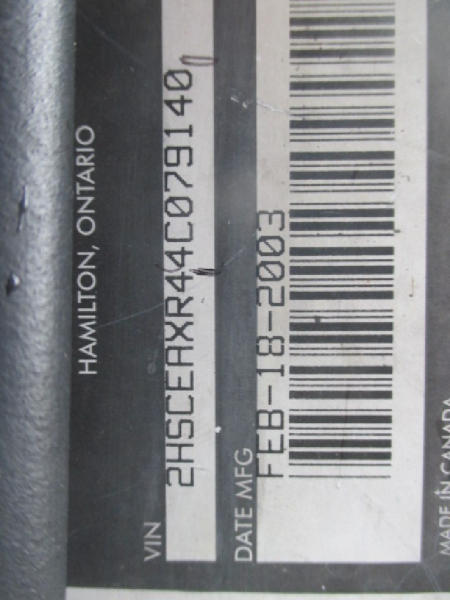 HAMILTON, ONTARIO
VIN 2HSCEAXR44C079140
DATE MFG FEB-18-2003
MADE IN CANADA